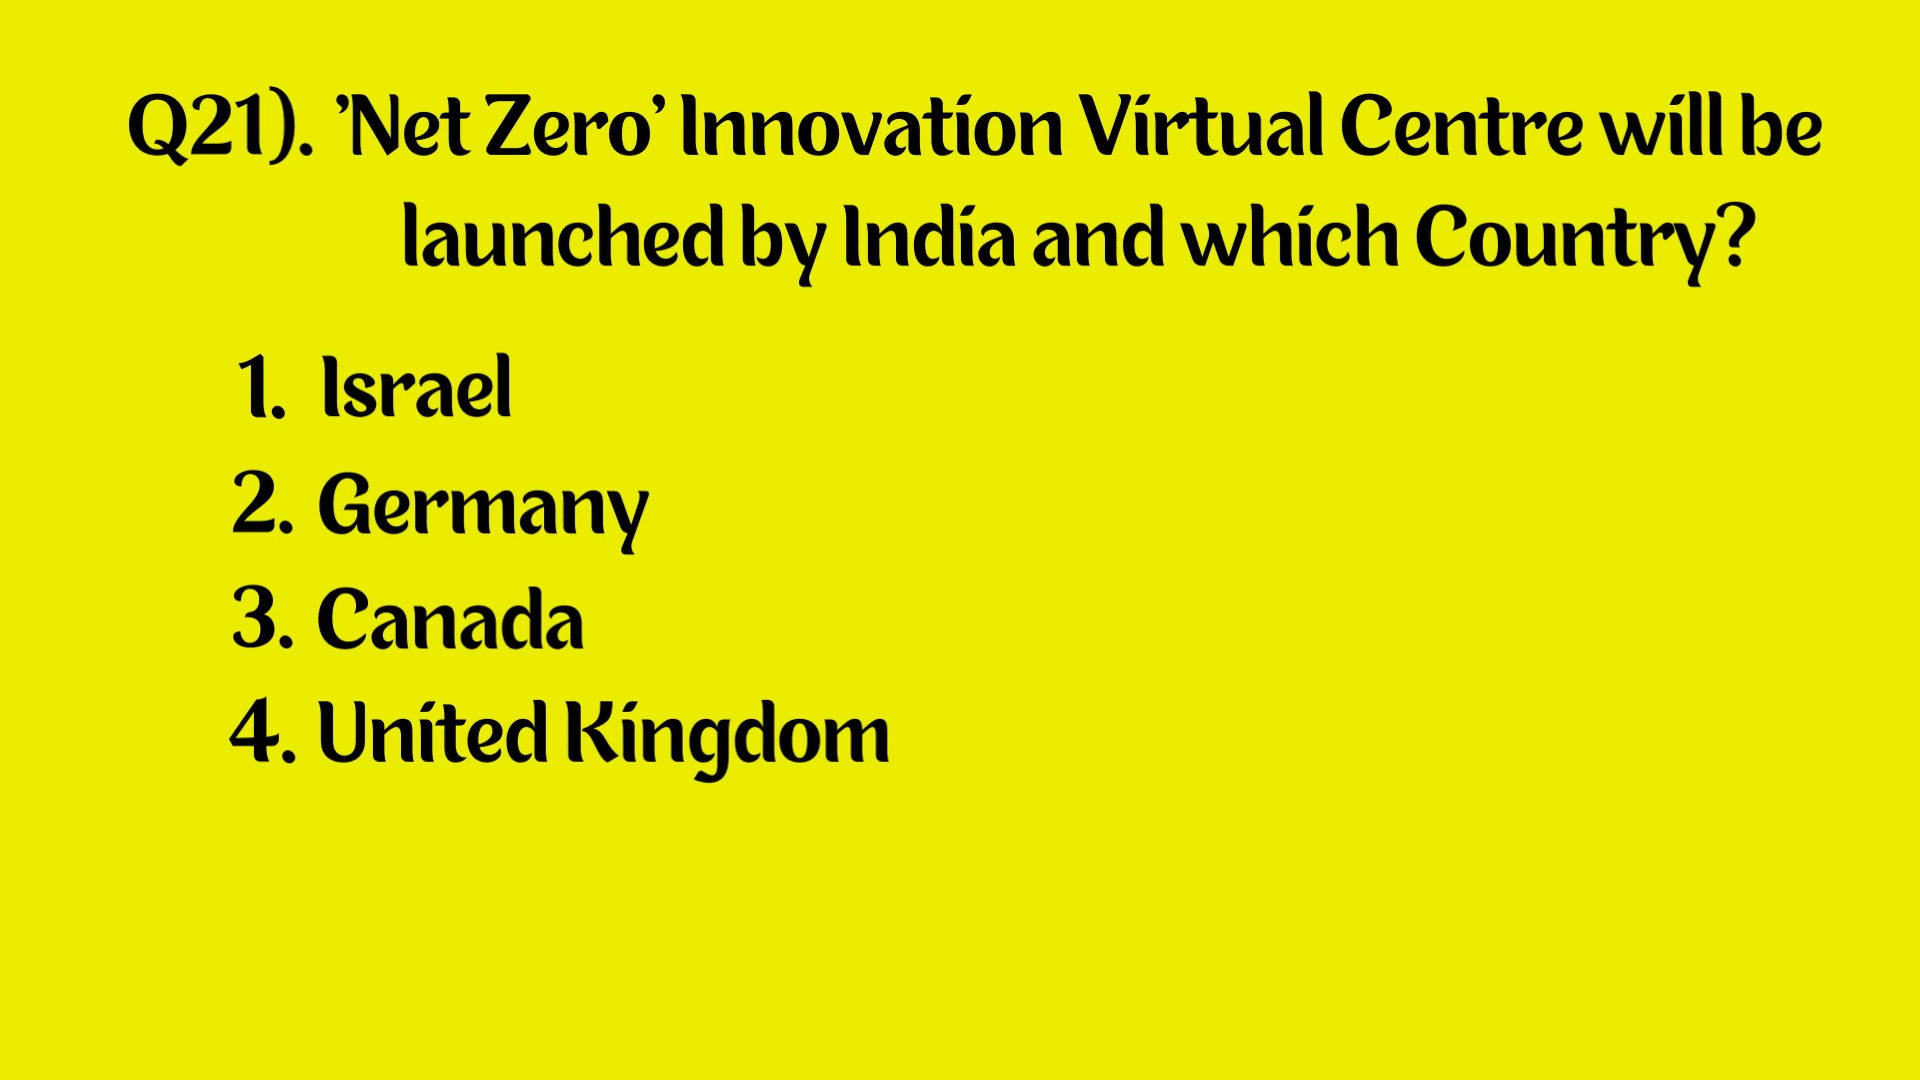 Q21). ’Net Zero’ Innovation Virtual Centre will be
launched by India and which Country?
1. Israel
2. Germany
3. Canada
4. United Kingdom